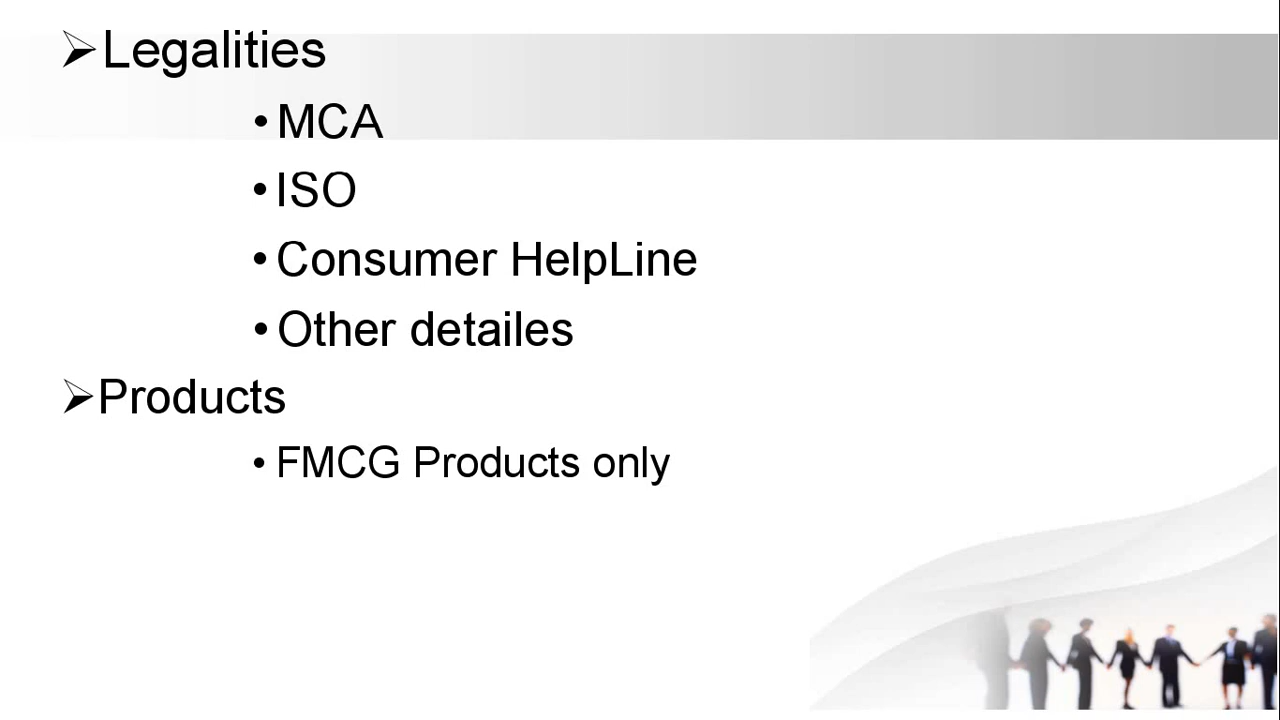 ➢Legalities
•MCA
•ISO
•Consumer HelpLine
•Other detailes
➢Products
•FMCG Products only